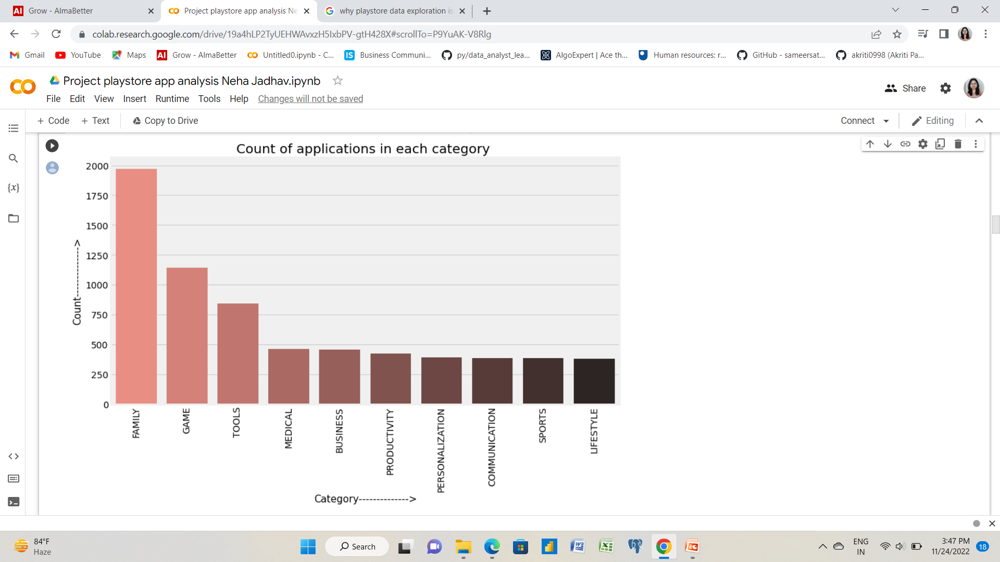 Grow - AlmaBetter
Project playstore app analysis Ne
why playstore data exploration is
colab.research.google.com/drive/19a4hLP2TyUEHWAvxzH5IxbPV-gtH428X#scrollTo=P9YuAK-V8Rlg
Gmail
YouTube
Maps
Grow - AlmaBetter
Untitled0.ipynb - C...
Business Communi...
py/data_analyst_lea...
AlgoExpert | Ace th...
Human resources: r...
GitHub - sameersat...
akriti0998 (Akriti Pa...
Project playstore app analysis Neha Jadhav.ipynb
File Edit View Insert Runtime Tools Help Changes will not be saved
Share
+ Code + Text Copy to Drive
Connect
Editing
{x}
Count of applications in each category
2000
1750
1500
1250
1000
750
500
250
0
Count-------------->
FAMILY
GAME
TOOLS
MEDICAL
BUSINESS
PRODUCTIVITY
PERSONALIZATION
COMMUNICATION
SPORTS
LIFESTYLE
Category-------------->
84°F
Haze
Search
ENG
IN
3:47 PM
11/24/2022
18